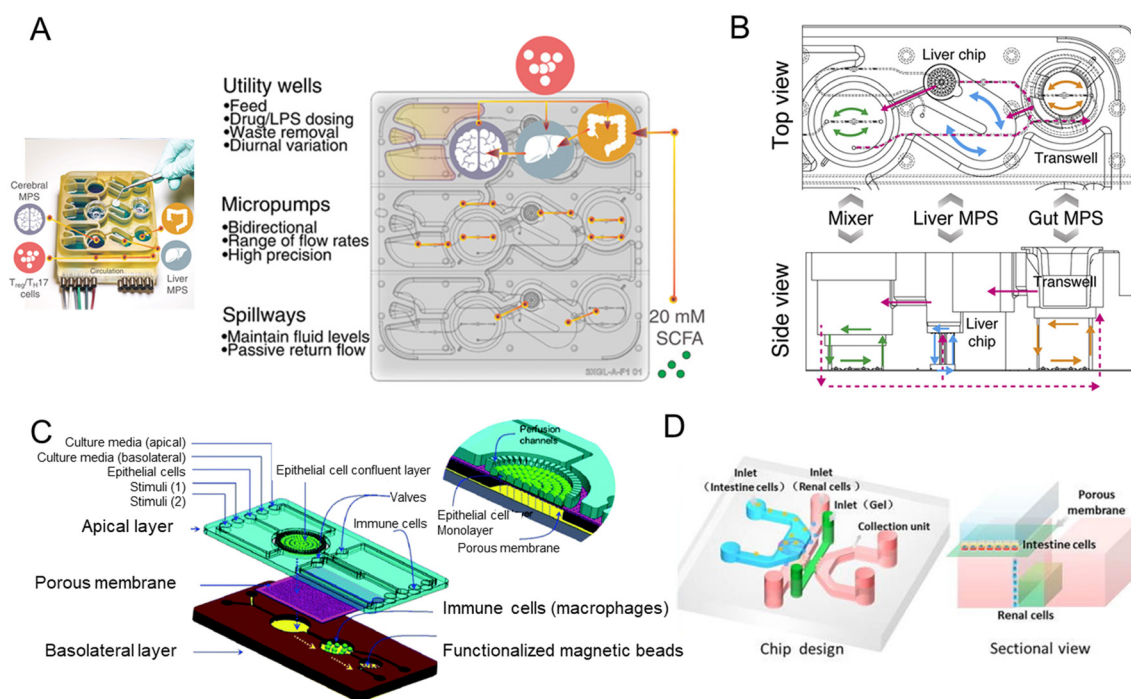 A
Cerebral
MPS
T reg/T H17
cells
Circulation
Liver
MPS
Utility wells
•Feed
•Drug/LPS dosing
•Waste removal
•Diurnal variation
Micropumps
•Bidirectional
•Range of flow rates
•High precision
Spillways
•Maintain fluid levels
•Passive return flow
20 mM
SCFA
B
Top view
Liver chip
Transwell
Mixer
Liver MPS
Gut MPS
Side view
Transwell
Liver
chip
C
Culture media (apical)
Culture media (basolateral)
Epithelial cells
Stimuli (1)
Stimuli (2)
Apical layer
Epithelial cell confluent layer
Valves
Immune cells
Perfusion
channels
Epithelial cell
Monolayer
Porous membrane
Porous membrane
Immune cells (macrophages)
Basolateral layer
Functionalized magnetic beads
D
Inlet
(Intestine cells)
Inlet
(Renal cells)
Inlet (Gel)
Collection unit
Chip design
Porous
membrane
Intestine cells
Renal cells
Sectional view